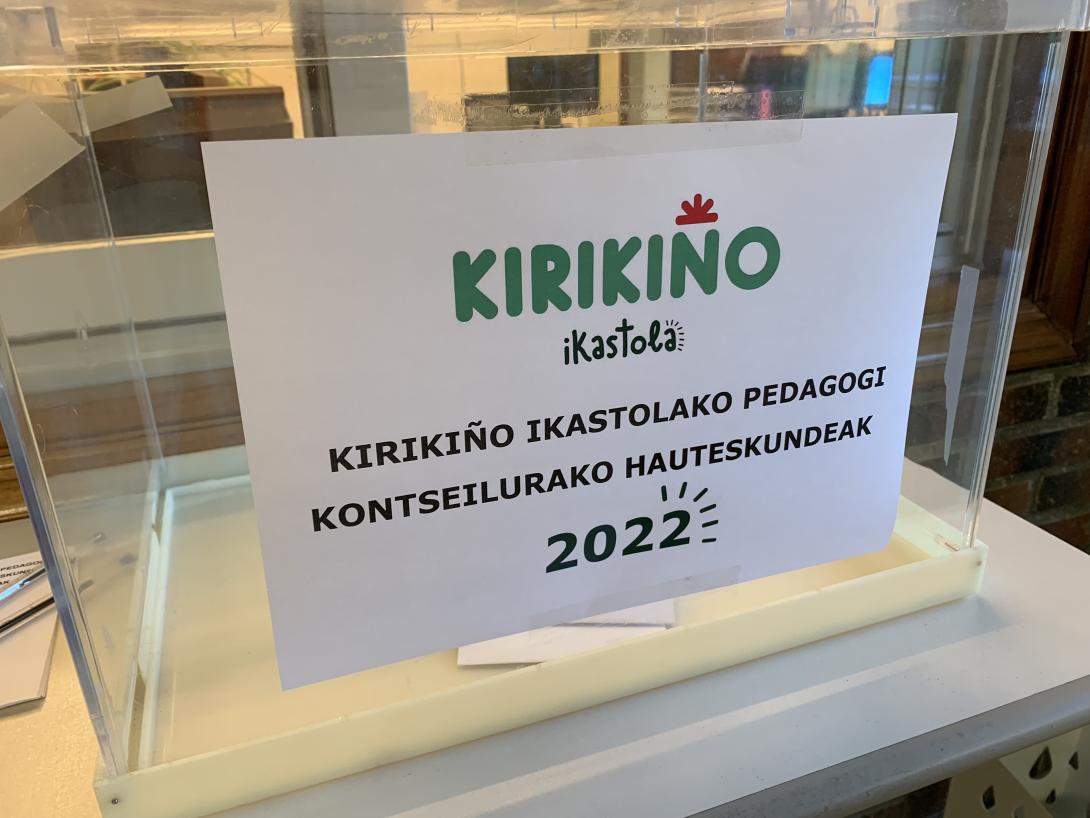 KIRIKIÑO
iKastola
KIRIKIÑO IKASTOLAKO PEDAGOGI
KONTSEILURAKO HAUTESKUNDEAK
2022